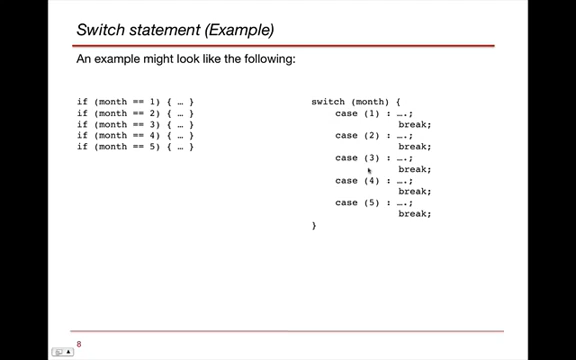 Switch statement (Example)
An example might look like the following:
if (month == 1) { … }
if (month == 2) { … }
if (month == 3) { … }
if (month == 4) { … }
if (month == 5) { … }
switch (month) {
case (1) : ….;
break;
case (2) : ….;
break;
case (3) : ….;
break;
case (4) : ….;
break;
case (5) : ….;
break;
}
8